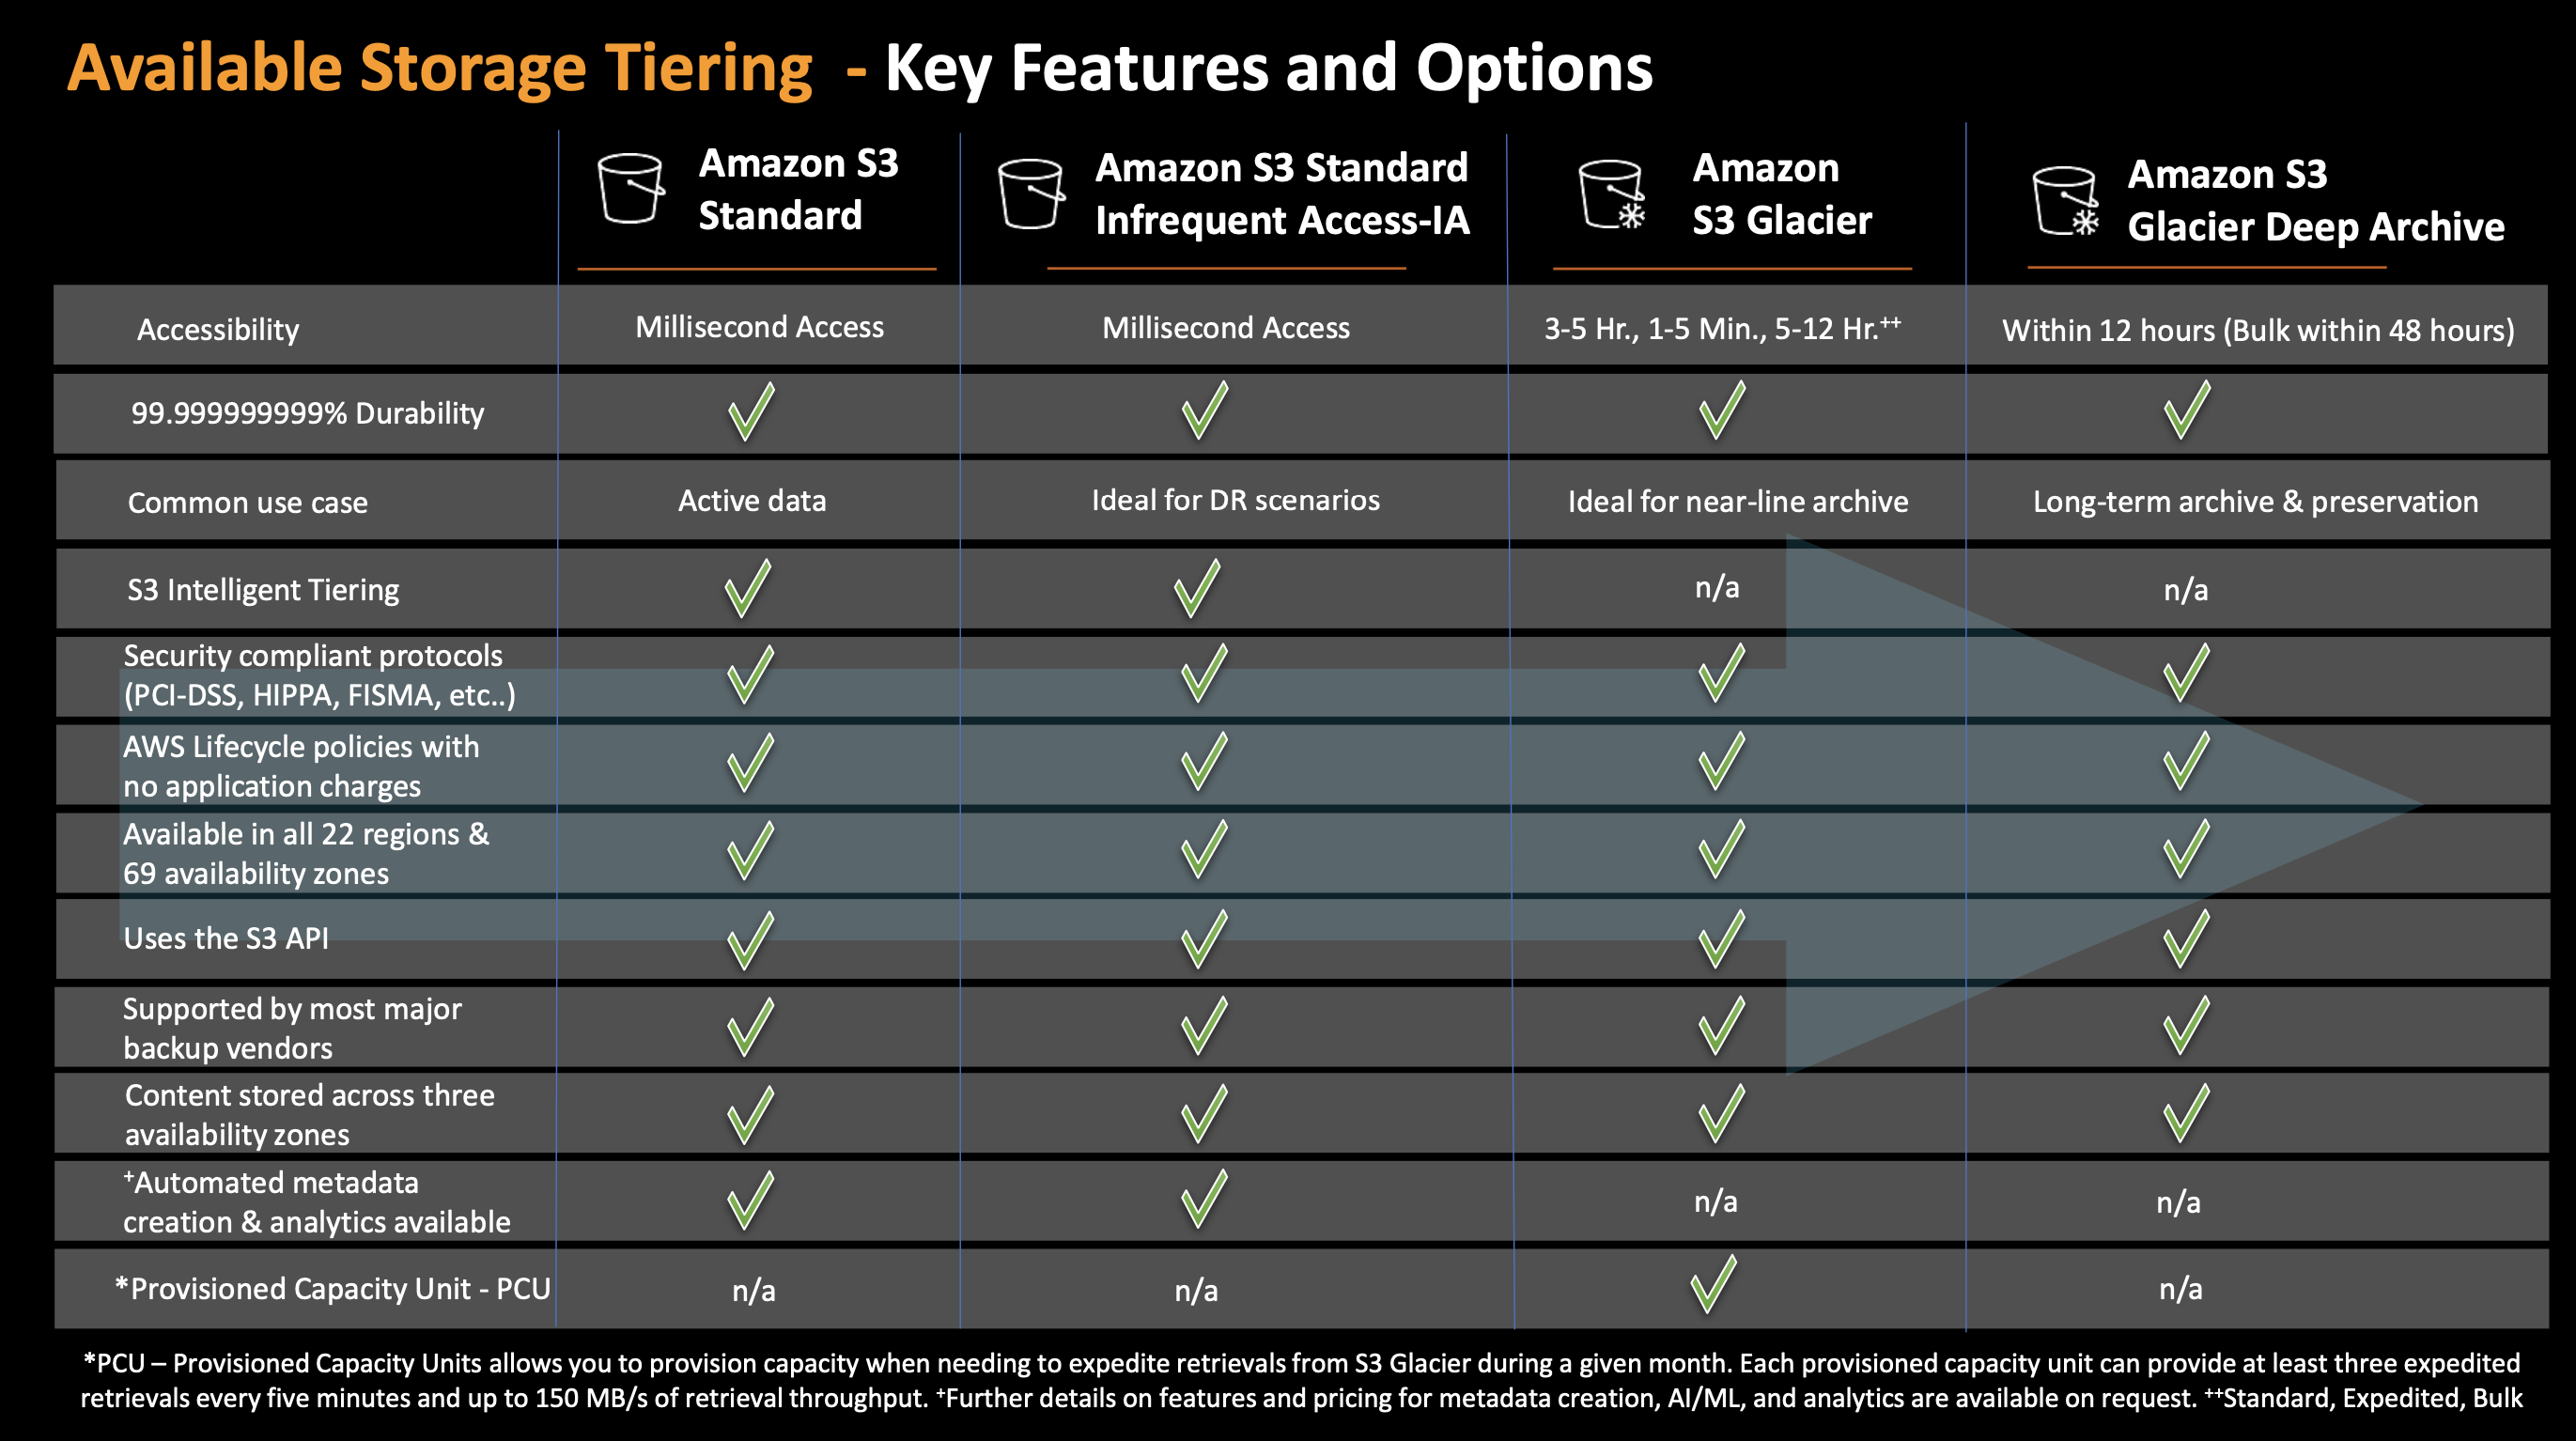 Available Storage Tiering - Key Features and Options
Amazon S3
Standard
Amazon S3 Standard
Infrequent Access-IA
Amazon
S3 Glacier
Amazon S3
Glacier Deep Archive
Accessibility
Millisecond Access
Millisecond Access
3-5 Hr., 1-5 Min., 5-12 Hr.++
Within 12 hours (Bulk within 48 hours)
99.999999999% Durability
Common use case
Active data
Ideal for DR scenarios
Ideal for near-line archive
Long-term archive & preservation
S3 Intelligent Tiering
n/a
n/a
Security compliant protocols
(PCI-DSS, HIPPA, FISMA, etc..)
AWS Lifecycle policies with
no application charges
Available in all 22 regions &
69 availability zones
Uses the S3 API
Supported by most major
backup vendors
Content stored across three
availability zones
+Automated metadata
creation & analytics available
n/a
n/a
*Provisioned Capacity Unit - PCU
n/a
n/a
n/a
*PCU – Provisioned Capacity Units allows you to provision capacity when needing to expedite retrievals from S3 Glacier during a given month. Each provisioned capacity unit can provide at least three expedited
retrievals every five minutes and up to 150 MB/s of retrieval throughput. +Further details on features and pricing for metadata creation, AI/ML, and analytics are available on request. ++Standard, Expedited, Bulk